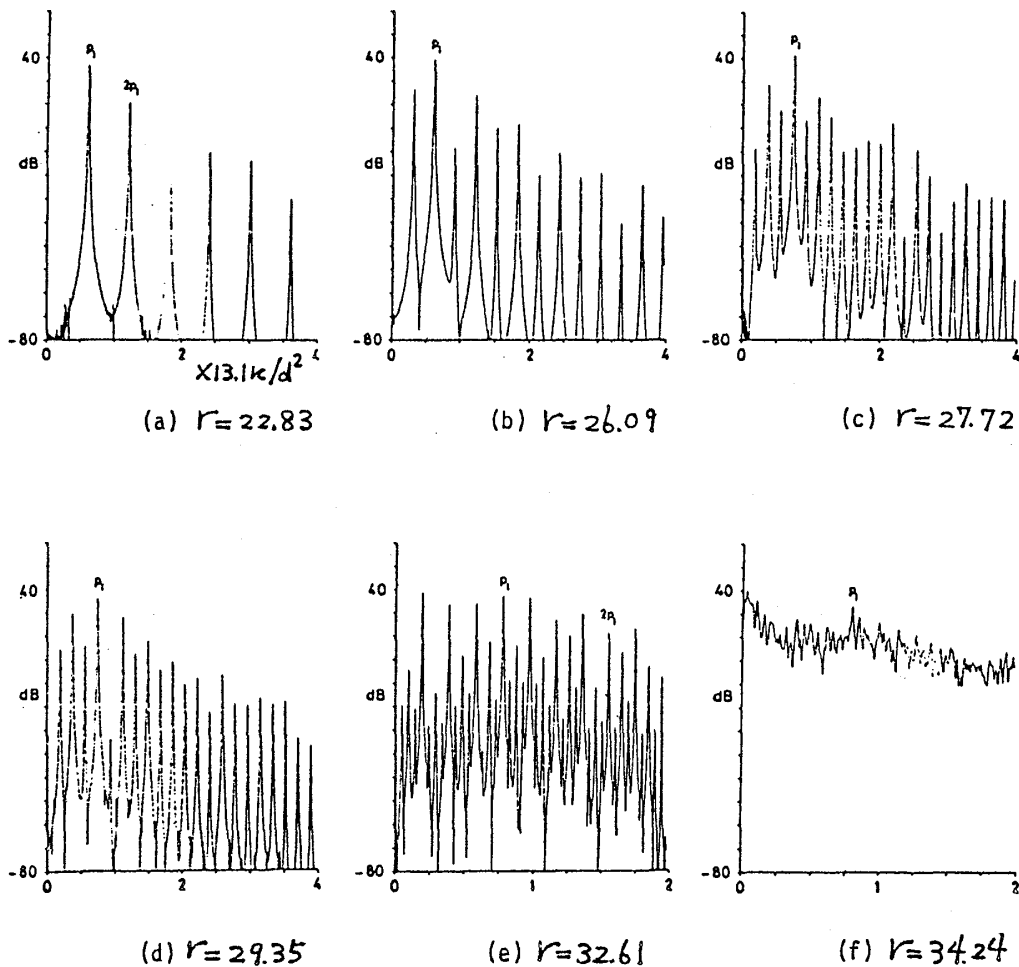 P₁ P₁ P₁
40 2P₁ 40 40
dB dB dB
-80 -80 -80
0 2 4 0 2 4 0 2 4
X13.1κ/d²
(a) r=22.83 (b) r=26.09 (c) r=27.72
P₁ P₁ P₁
40 40 2P₁ 40
dB dB dB
-80 -80 -80
0 2 4 0 1 2 0 1 2
(d) r=29.35 (e) r=32.61 (f) r=34.24